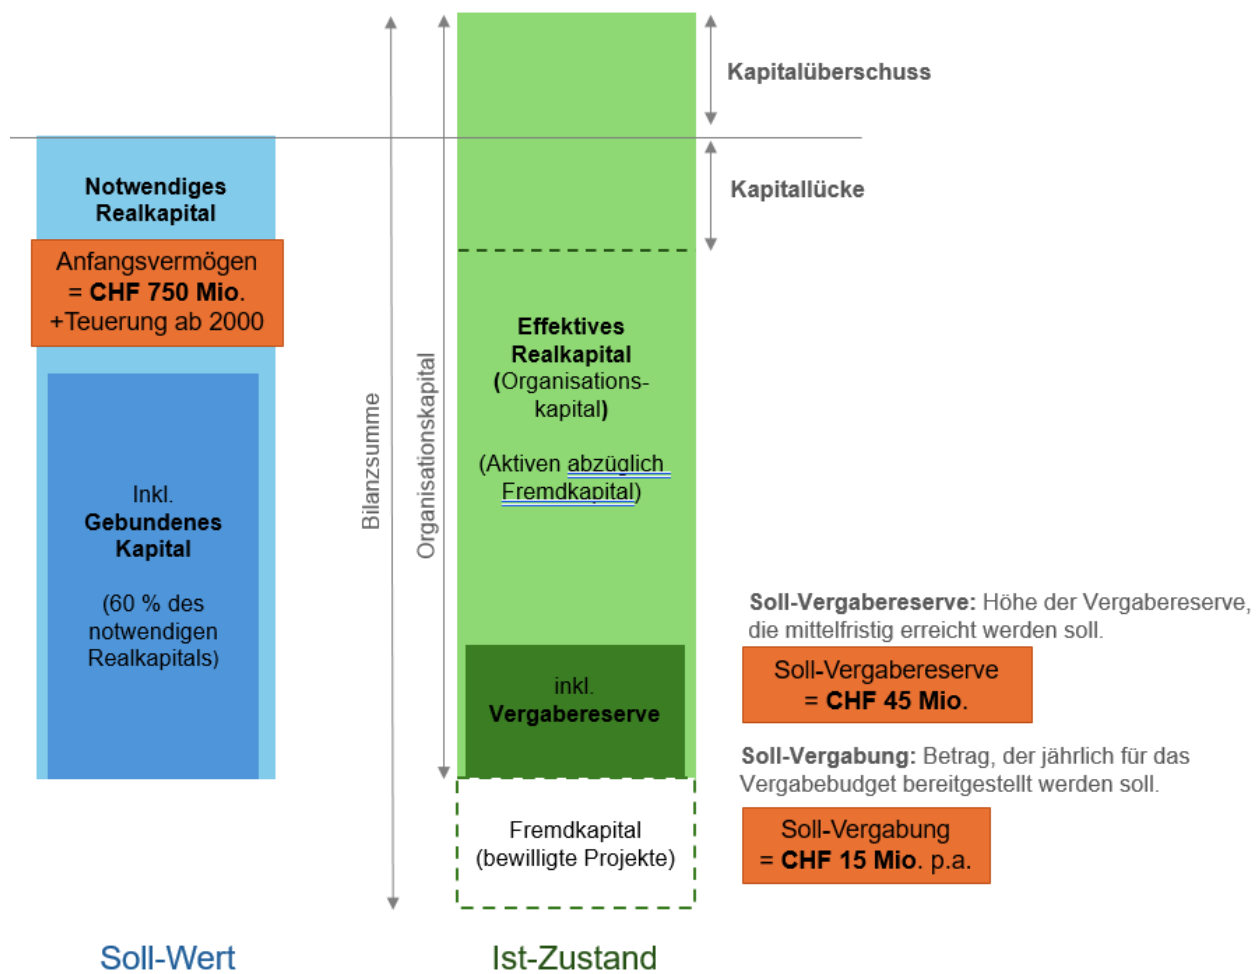 Kapitalüberschuss
Notwendiges
Realkapital
Kapitallücke
Anfangsvermögen
= CHF 750 Mio.
+Teuerung ab 2000
Effektives
Realkapital
(Organisations-
kapital)
(Aktiven abzüglich
Fremdkapital)
Bilanzsumme
Organisationskapital
Inkl.
Gebundenes
Kapital
(60 % des
notwendigen
Realkapitals)
inkl.
Vergabereserve
Soll-Vergabereserve: Höhe der Vergabereserve,
die mittelfristig erreicht werden soll.
Soll-Vergabereserve
= CHF 45 Mio.
Soll-Vergabung: Betrag, der jährlich für das
Vergabebudget bereitgestellt werden soll.
Soll-Vergabung
= CHF 15 Mio. p.a.
Fremdkapital
(bewilligte Projekte)
Soll-Wert
Ist-Zustand